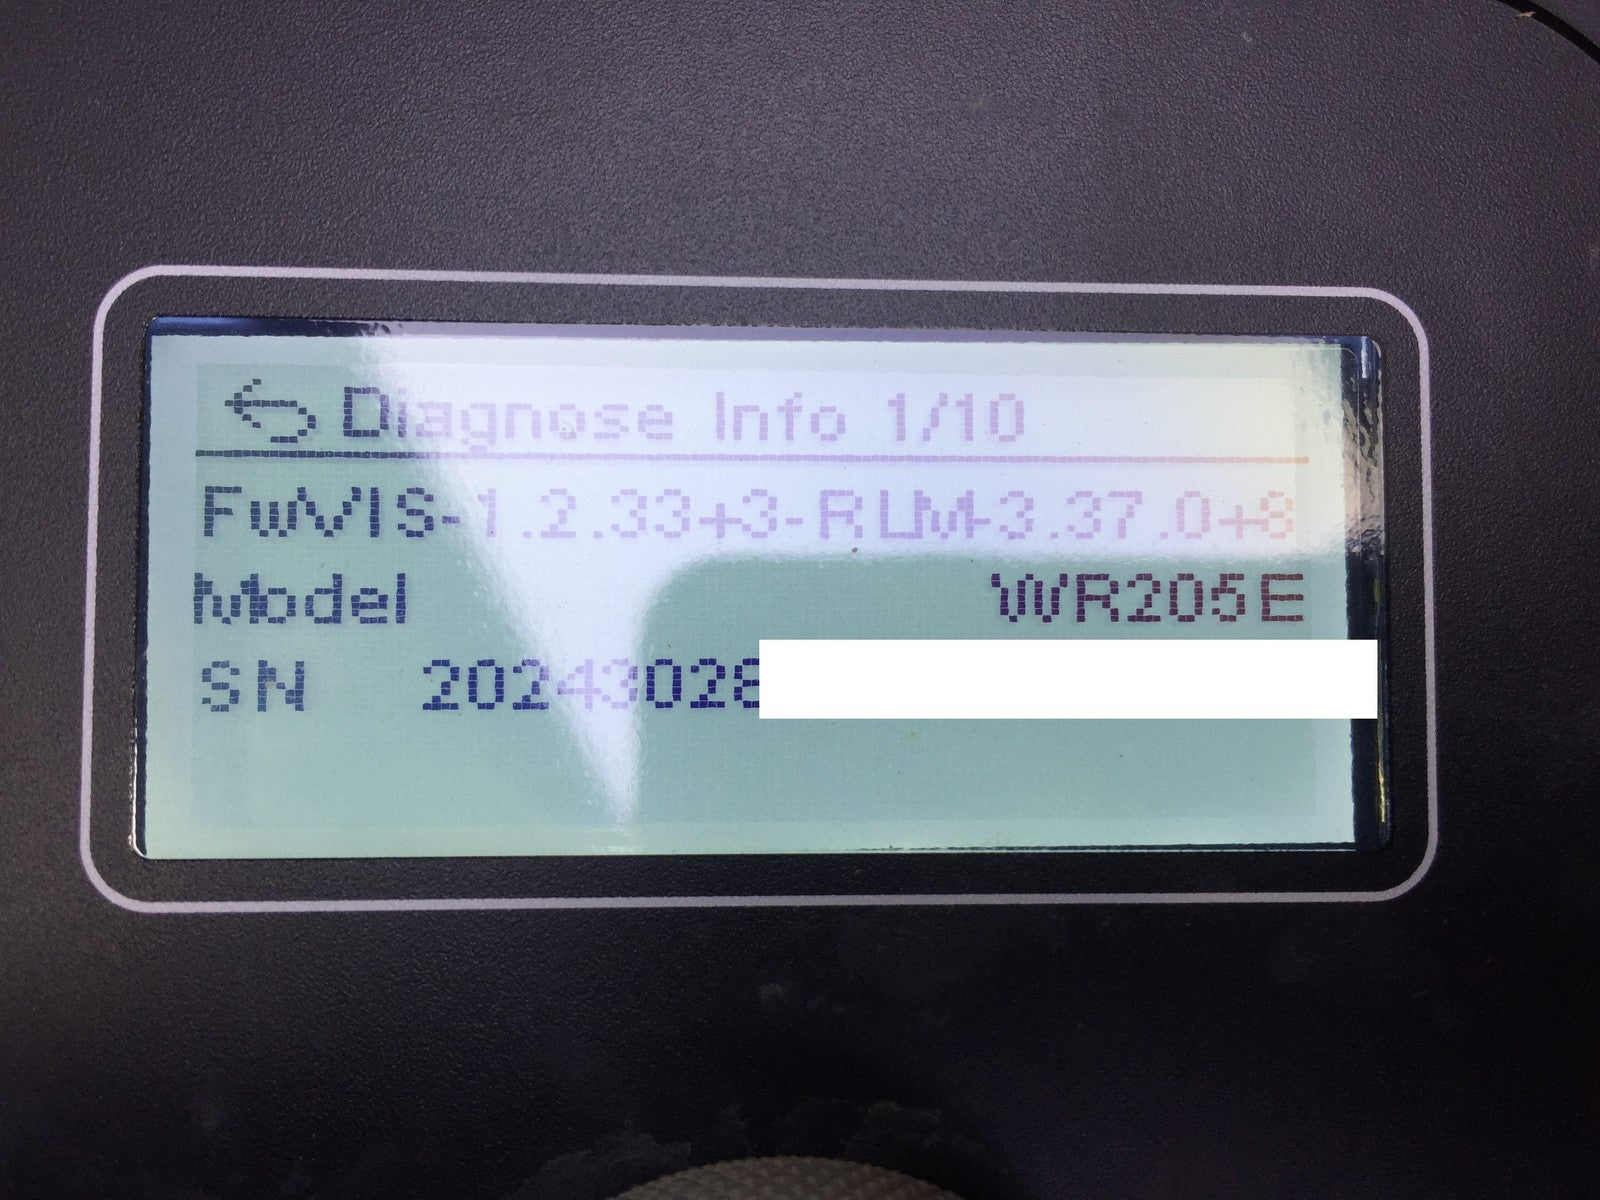 Diagnose Info 1/10
FwVIS-1.2.33+3-RLM-3.37.0+8
Model WR205E
SN 20243028